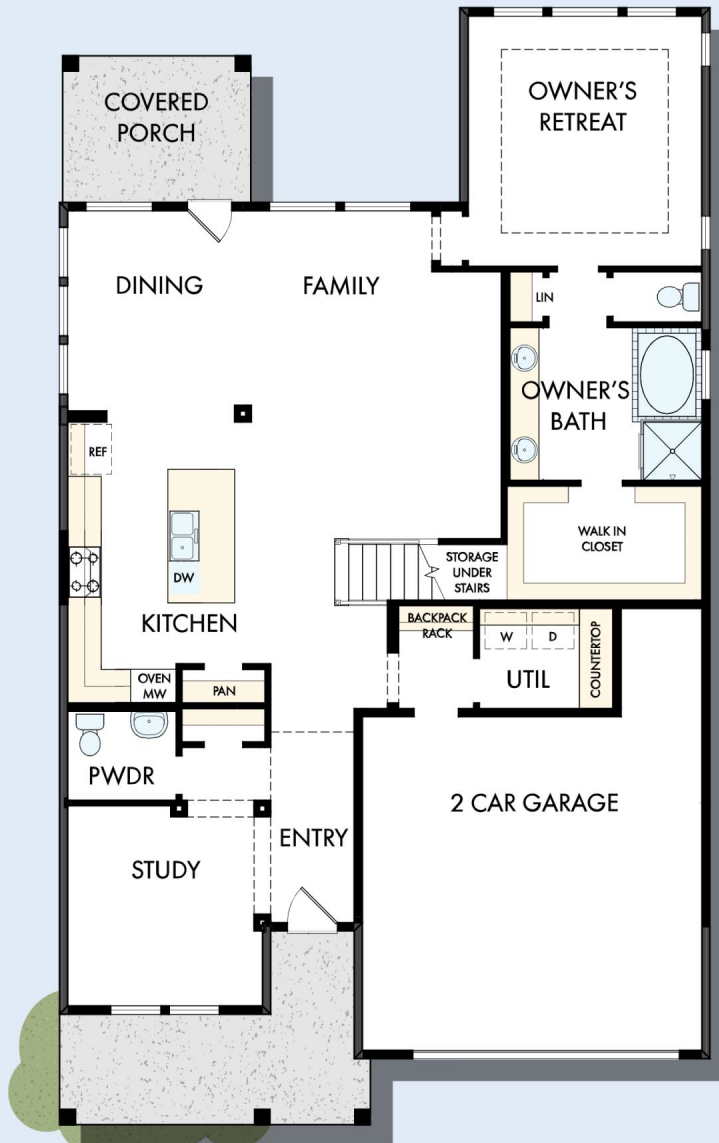 COVERED
PORCH
OWNER'S
RETREAT
DINING
FAMILY
LIN
OWNER'S
BATH
REF
WALK IN
CLOSET
STORAGE
UNDER
STAIRS
DW
KITCHEN
BACKPACK
RACK
W
D
COUNTERTOP
UTIL
OVEN
MW
PAN
PWDR
2 CAR GARAGE
ENTRY
STUDY